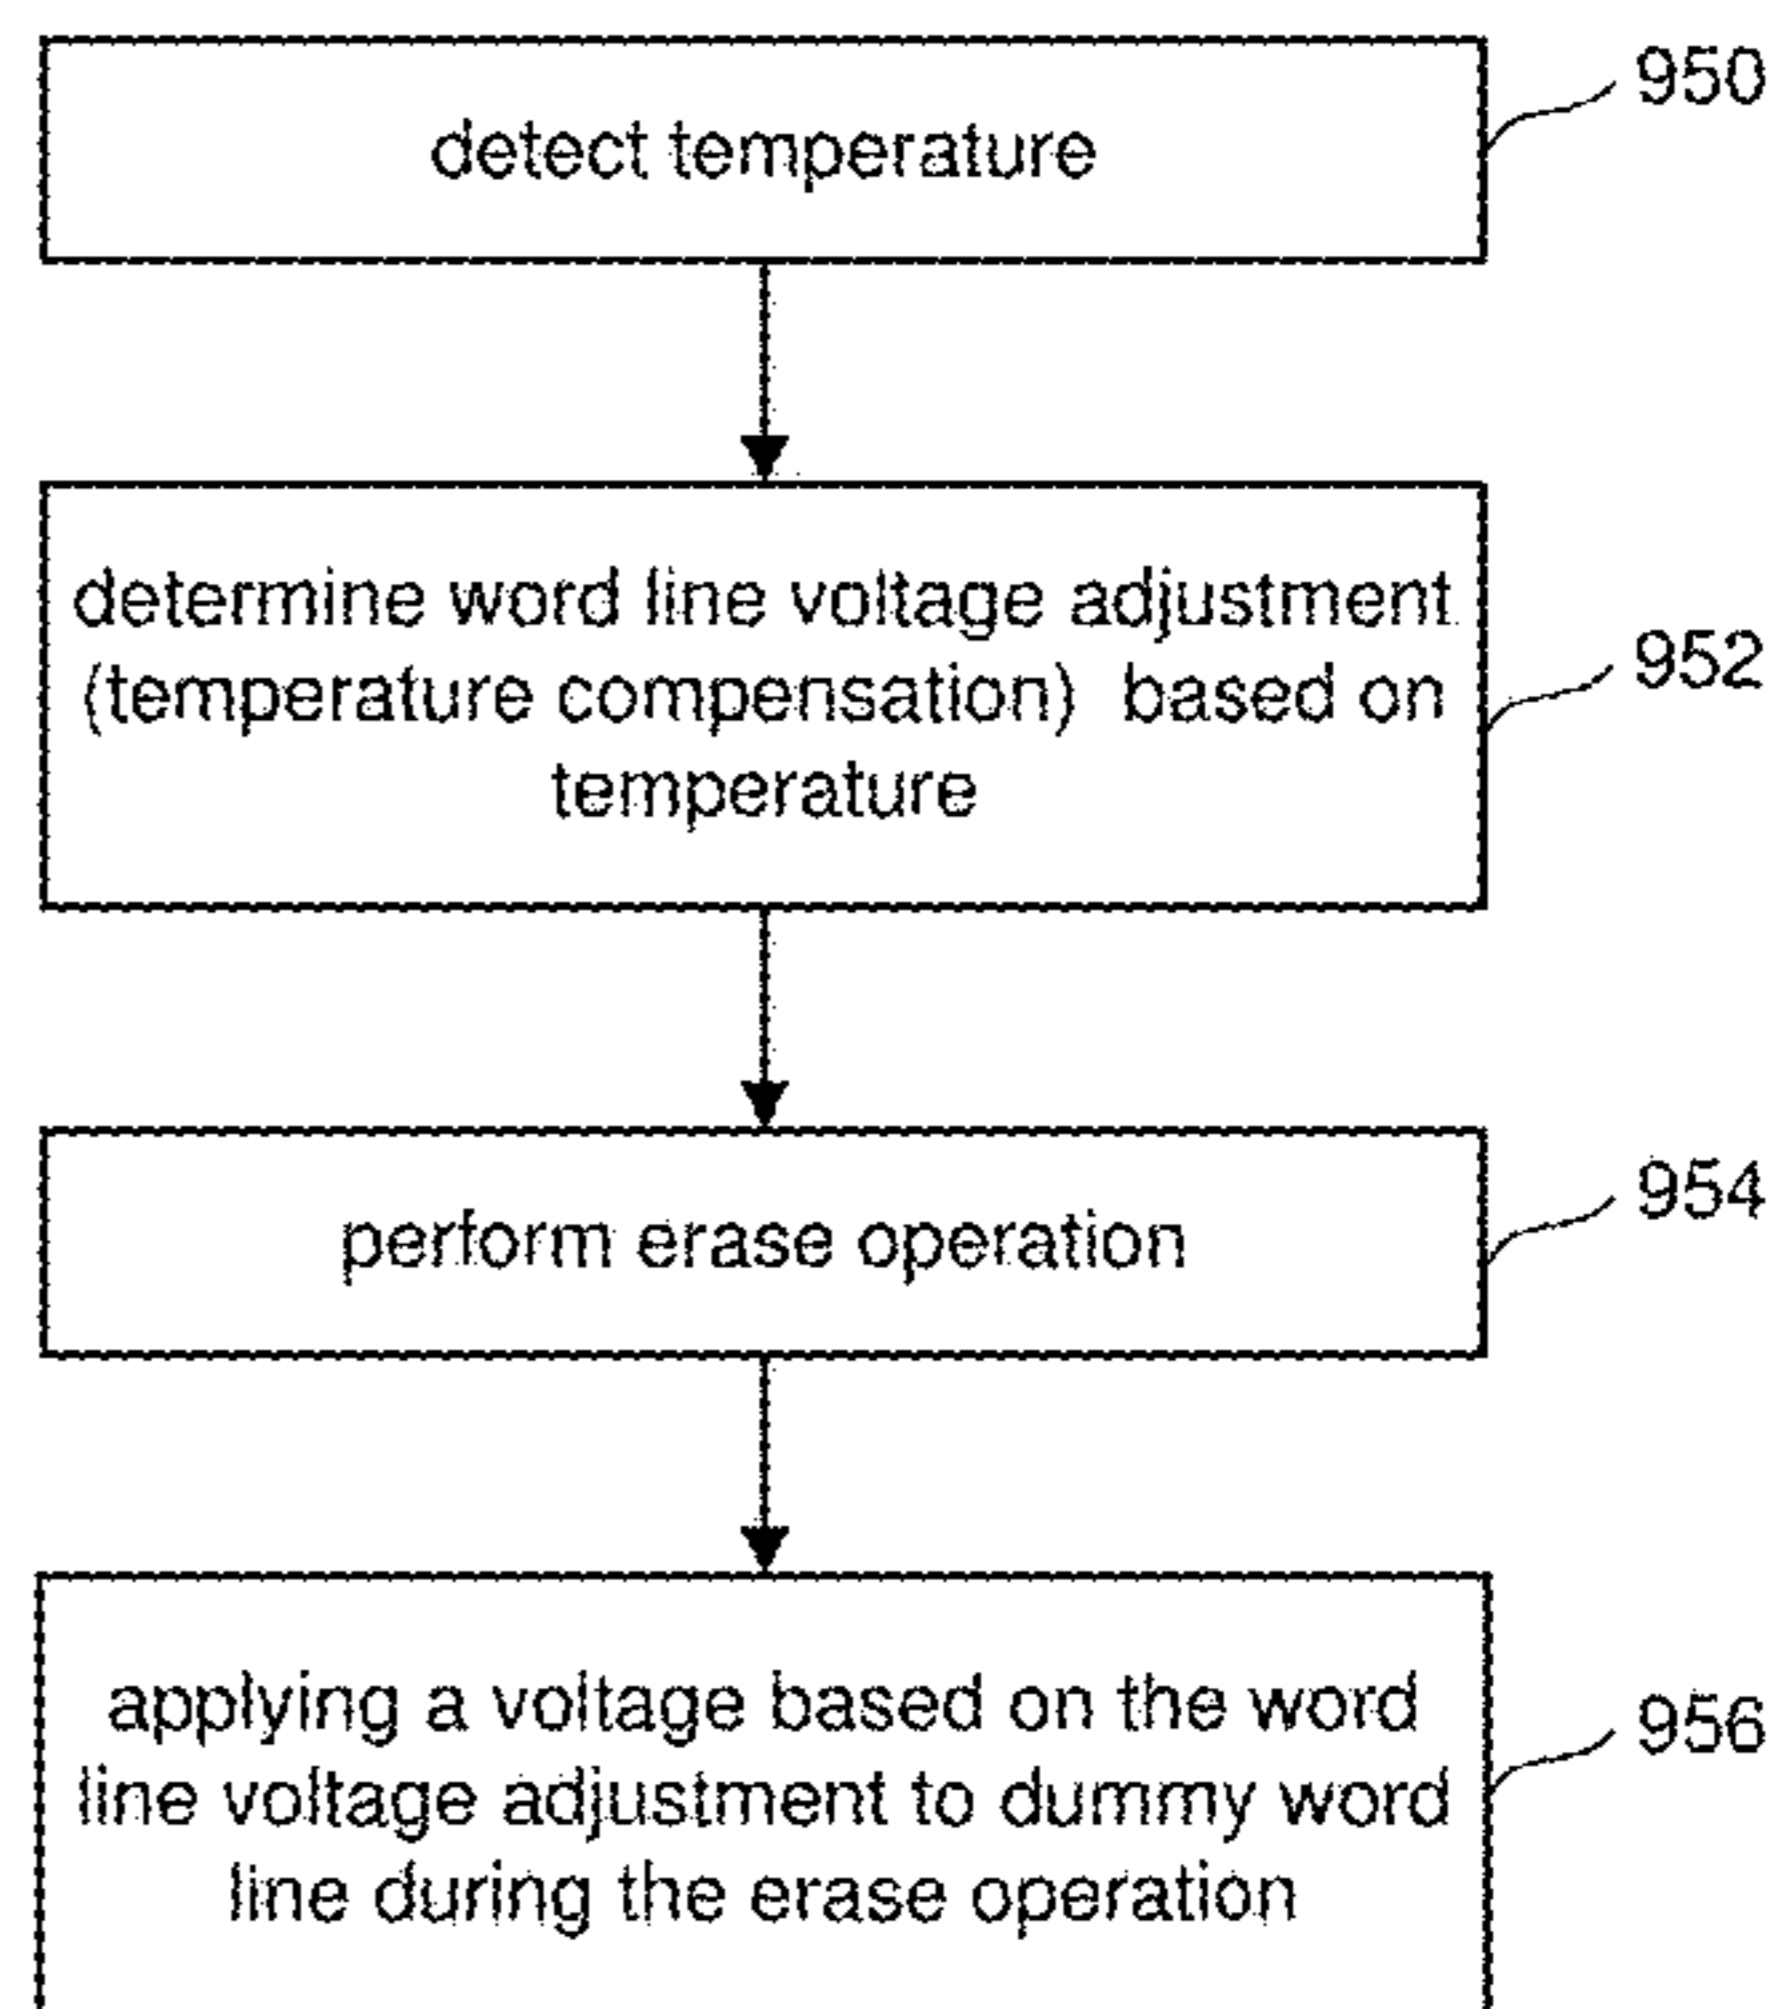 detect temperature
950
determine word line voltage adjustment
(temperature compensation) based on
temperature
952
perform erase operation
954
applying a voltage based on the word
line voltage adjustment to dummy word
line during the erase operation
956